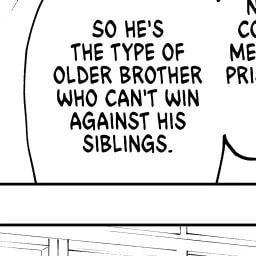 SO HE'S
THE TYPE OF
OLDER BROTHER
WHO CAN'T WIN
AGAINST HIS
SIBLINGS.